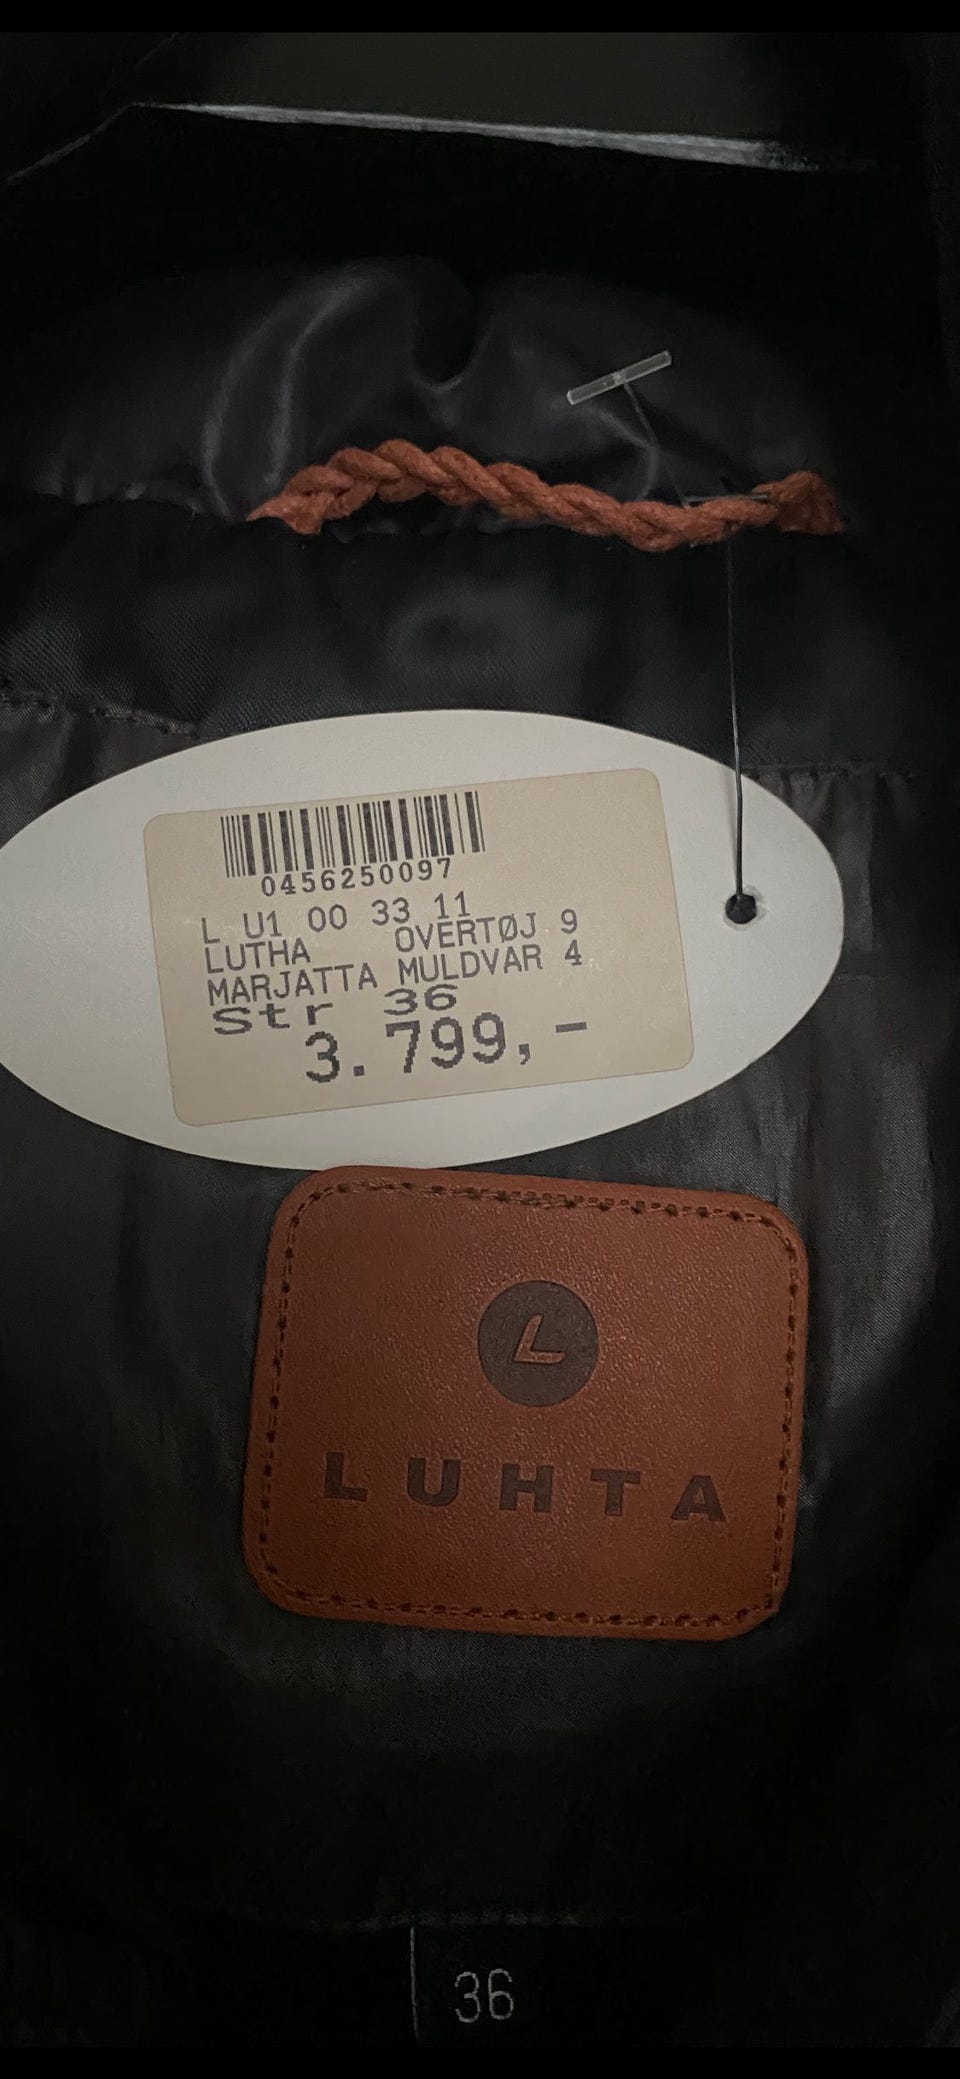 0456250097
L U1 00 33 11
LUTHA OVERTØJ 9
MARJATTA MULDVAR 4
Str 36
3.799,-
L
LUHTA
36